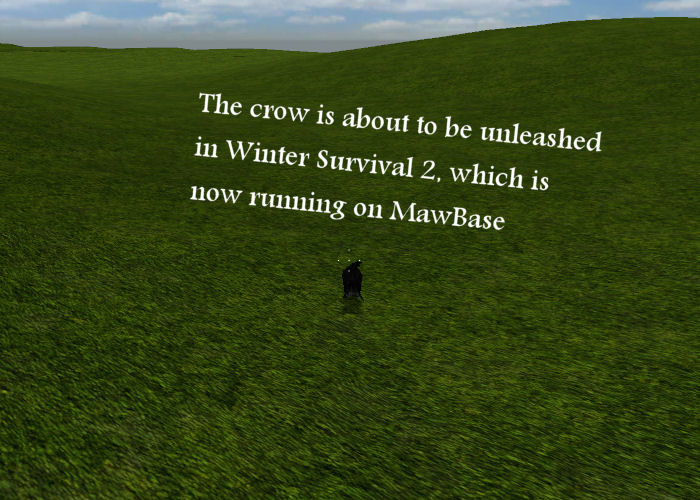 The crow is about to be unleashed
in Winter Survival 2, which is
now running on MawBase